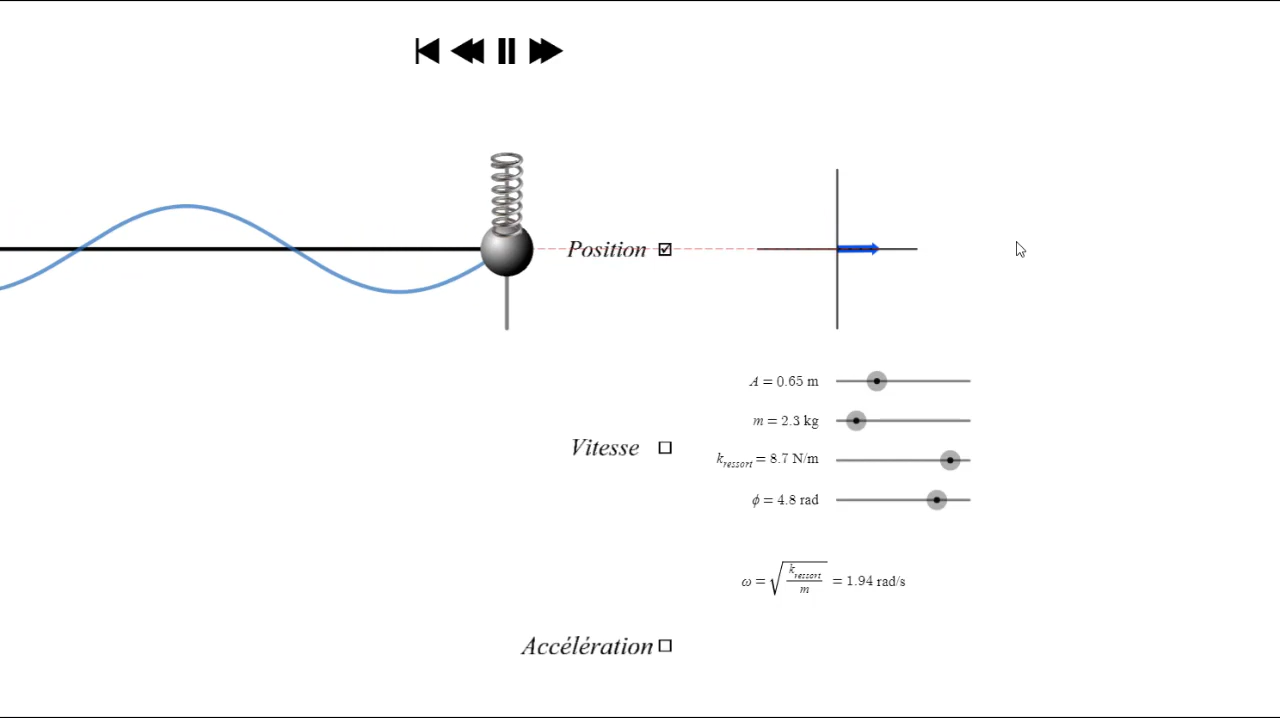 Position
A = 0.65 m
m = 2.3 kg
Vitesse
k_ressort = 8.7 N/m
ϕ = 4.8 rad
ω = √(k_ressort/m) = 1.94 rad/s
Accélération